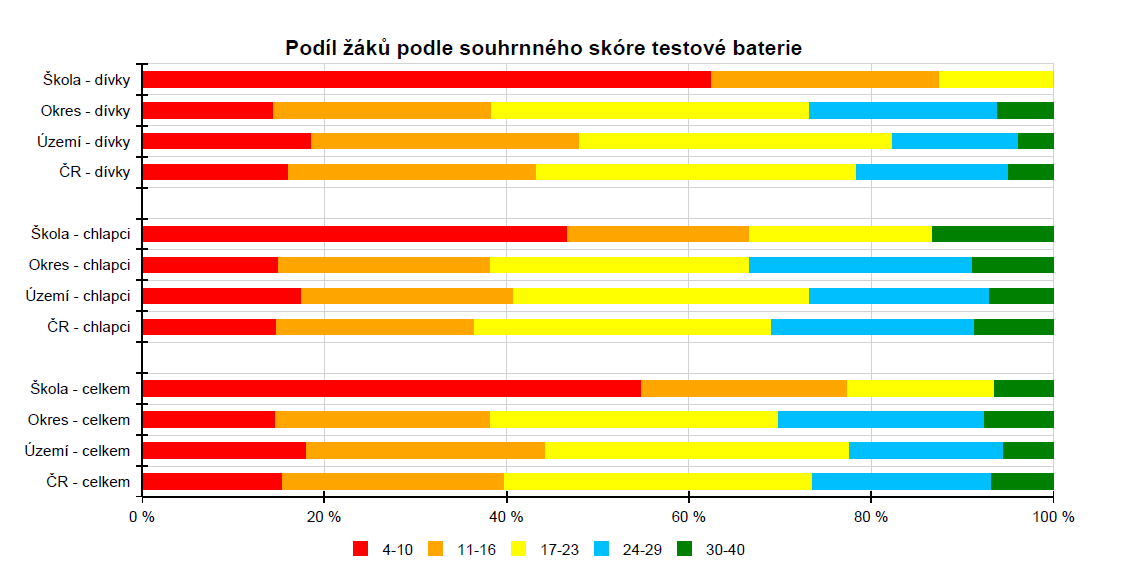 Podíl žáků podle souhrnného skóre testové baterie
Škola - dívky
Okres - dívky
Území - dívky
ČR - dívky
Škola - chlapci
Okres - chlapci
Území - chlapci
ČR - chlapci
Škola - celkem
Okres - celkem
Území - celkem
ČR - celkem
0 % 20 % 40 % 60 % 80 % 100 %
4-10 11-16 17-23 24-29 30-40